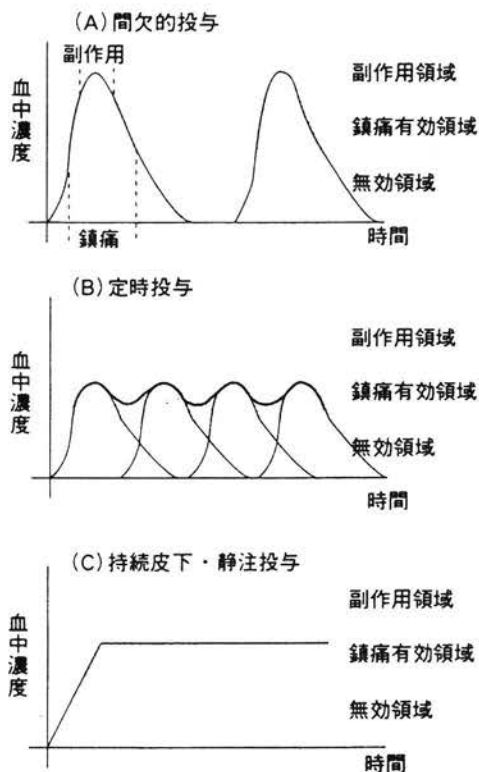 (A)間欠的投与
副作用
血中濃度
副作用領域
鎮痛有効領域
無効領域
鎮痛
時間
(B)定時投与
血中濃度
副作用領域
鎮痛有効領域
無効領域
時間
(C)持続皮下・静注投与
血中濃度
副作用領域
鎮痛有効領域
無効領域
時間